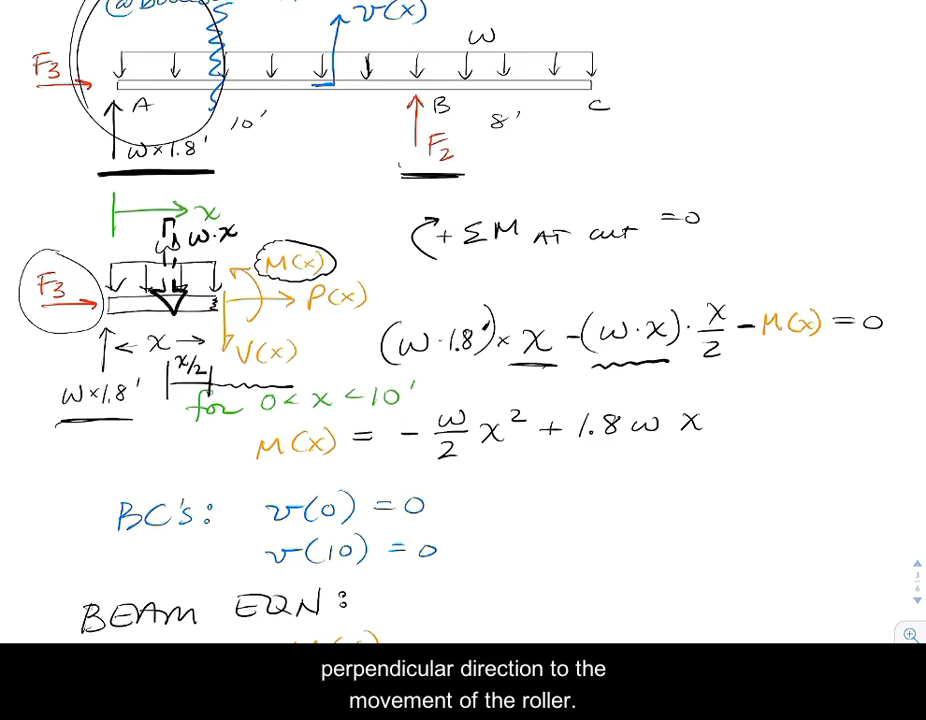 v(x)
w
F3
A
B
C
10'
8'
w×1.8'
F2
x
w·x
+ ΣM AT cut =0
M(x)
F3
P(x)
(w·1.8')× x -(w·x)· x/2 - M(x) = 0
x
V(x)
x/2
w×1.8'
for 0 < x < 10'
M(x) = - w/2 x² + 1.8 w x
BC's: v(0) = 0
v(10) = 0
BEAM EQN:
perpendicular direction to the
movement of the roller.